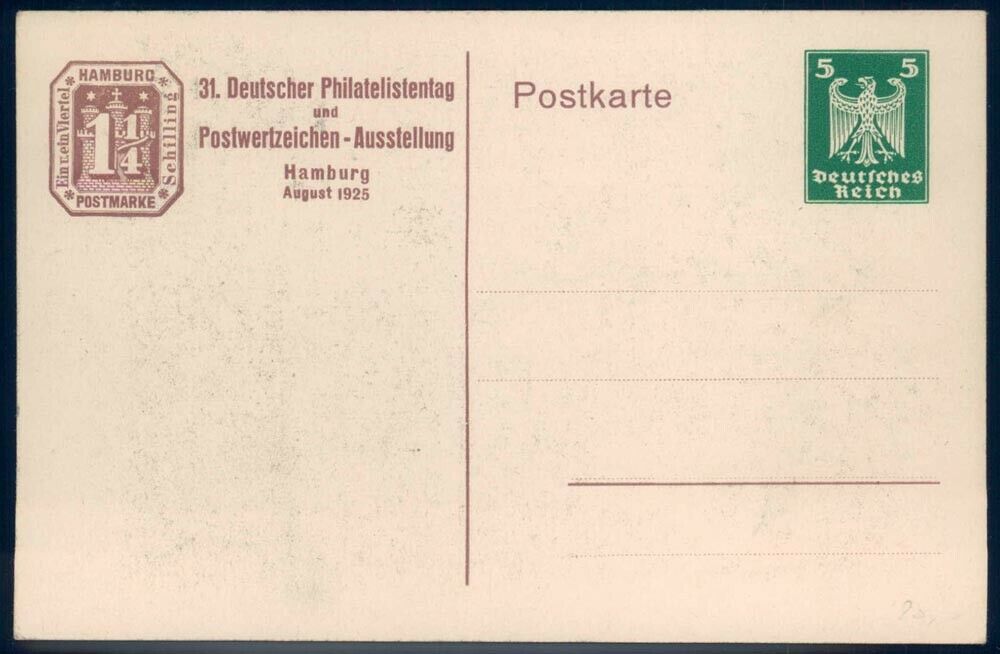 HAMBURG
Ein u. ein Viertel
1 1/4
Schilling
POSTMARKE
31. Deutscher Philatelistentag
und
Postwertzeichen-Ausstellung
Hamburg
August 1925
Postkarte
5 5
Deutsches
Reich